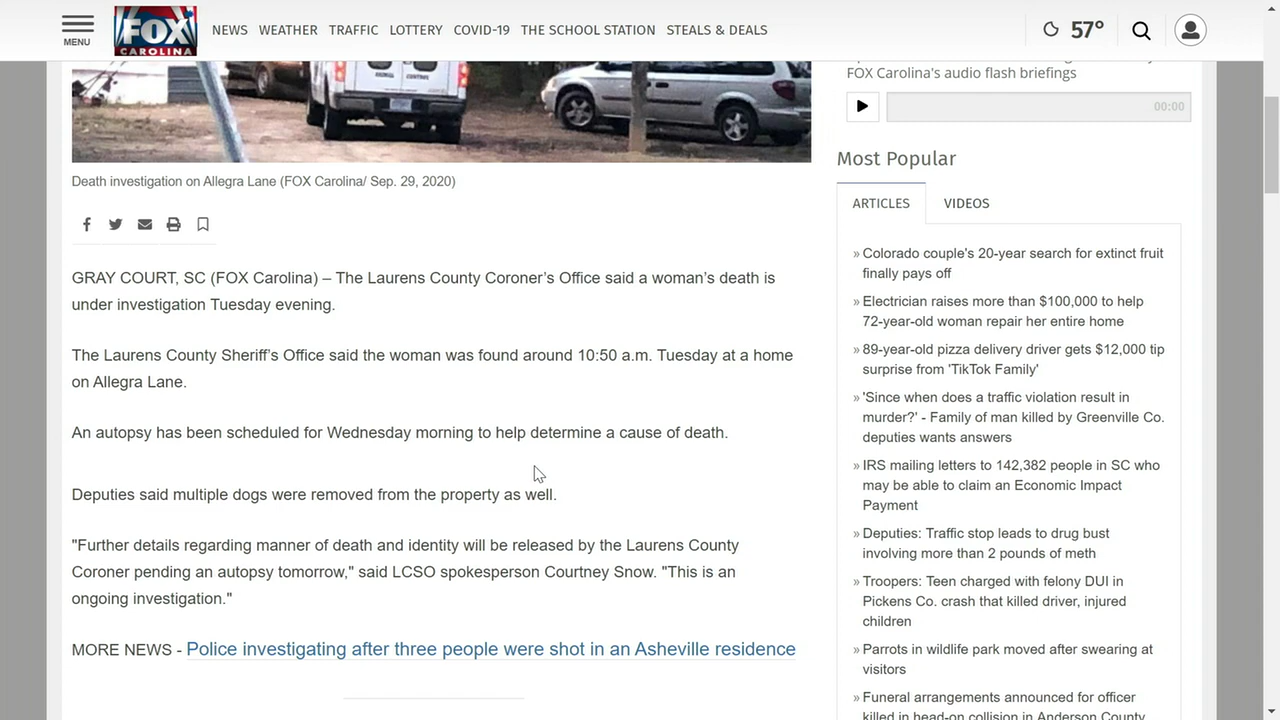 MENU
FOX
CAROLINA
NEWS WEATHER TRAFFIC LOTTERY COVID-19 THE SCHOOL STATION STEALS & DEALS
57°
Death investigation on Allegra Lane (FOX Carolina/ Sep. 29, 2020)
GRAY COURT, SC (FOX Carolina) – The Laurens County Coroner's Office said a woman's death is
under investigation Tuesday evening.
The Laurens County Sheriff's Office said the woman was found around 10:50 a.m. Tuesday at a home
on Allegra Lane.
An autopsy has been scheduled for Wednesday morning to help determine a cause of death.
Deputies said multiple dogs were removed from the property as well.
"Further details regarding manner of death and identity will be released by the Laurens County
Coroner pending an autopsy tomorrow," said LCSO spokesperson Courtney Snow. "This is an
ongoing investigation."
MORE NEWS - Police investigating after three people were shot in an Asheville residence
FOX Carolina's audio flash briefings
00:00
Most Popular
ARTICLES VIDEOS
» Colorado couple's 20-year search for extinct fruit
finally pays off
» Electrician raises more than $100,000 to help
72-year-old woman repair her entire home
» 89-year-old pizza delivery driver gets $12,000 tip
surprise from 'TikTok Family'
» 'Since when does a traffic violation result in
murder?' - Family of man killed by Greenville Co.
deputies wants answers
» IRS mailing letters to 142,382 people in SC who
may be able to claim an Economic Impact
Payment
» Deputies: Traffic stop leads to drug bust
involving more than 2 pounds of meth
» Troopers: Teen charged with felony DUI in
Pickens Co. crash that killed driver, injured
children
» Parrots in wildlife park moved after swearing at
visitors
» Funeral arrangements announced for officer
killed in head-on collision in Anderson County